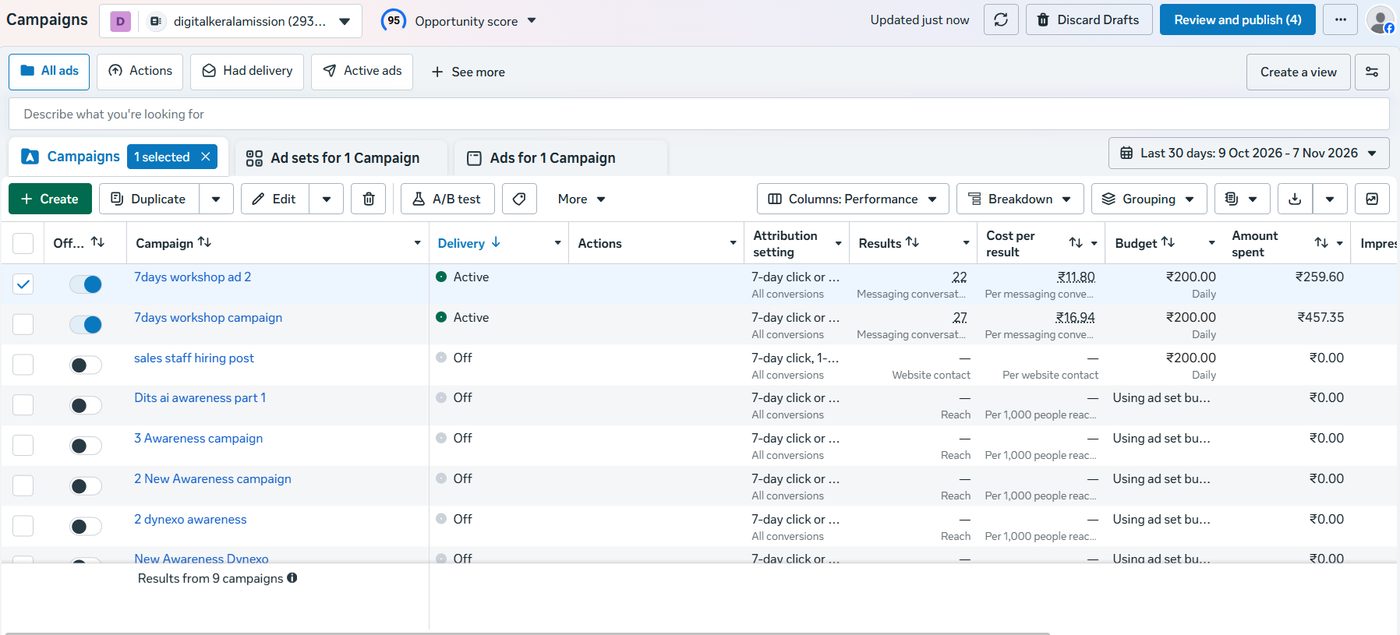 Campaigns D digitalkeralamission (293... 95 Opportunity score Updated just now Discard Drafts Review and publish (4) ...
All ads Actions Had delivery Active ads + See more Create a view
Describe what you're looking for
Campaigns 1 selected × Ad sets for 1 Campaign Ads for 1 Campaign Last 30 days: 9 Oct 2026 - 7 Nov 2026
+ Create Duplicate Edit A/B test More Columns: Performance Breakdown Grouping
Off... Campaign Delivery Actions Attribution setting Results Cost per result Budget Amount spent Impres
7days workshop ad 2 Active 7-day click or ... 22 ₹11.80 ₹200.00 ₹259.60
All conversions Messaging conversat... Per messaging conve... Daily
7days workshop campaign Active 7-day click or ... 27 ₹16.94 ₹200.00 ₹457.35
All conversions Messaging conversat... Per messaging conve... Daily
sales staff hiring post Off 7-day click, 1-... — — ₹200.00 ₹0.00
All conversions Website contact Per website contact Daily
Dits ai awareness part 1 Off 7-day click or ... — — Using ad set bu... ₹0.00
All conversions Reach Per 1,000 people reac...
3 Awareness campaign Off 7-day click or ... — — Using ad set bu... ₹0.00
All conversions Reach Per 1,000 people reac...
2 New Awareness campaign Off 7-day click or ... — — Using ad set bu... ₹0.00
All conversions Reach Per 1,000 people reac...
2 dynexo awareness Off 7-day click or ... — — Using ad set bu... ₹0.00
All conversions Reach Per 1,000 people reac...
New Awareness Dynexo Off 7-day click or ... — — Using ad set bu... ₹0.00
Results from 9 campaigns